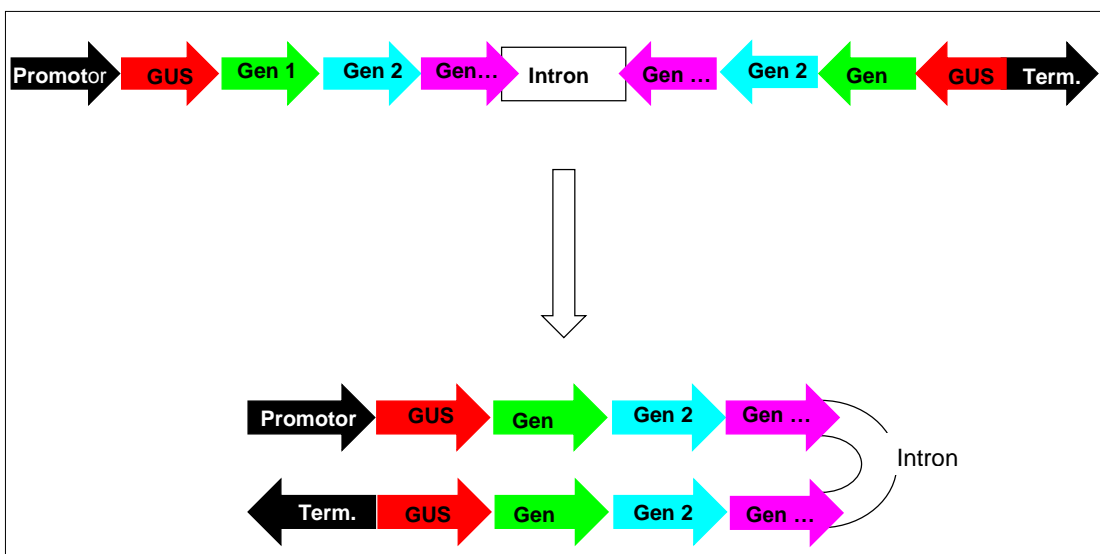 Promotor GUS Gen 1 Gen 2 Gen... Intron Gen ... Gen 2 Gen GUS Term.
Promotor GUS Gen Gen 2 Gen ...
Intron
Term. GUS Gen Gen 2 Gen ...